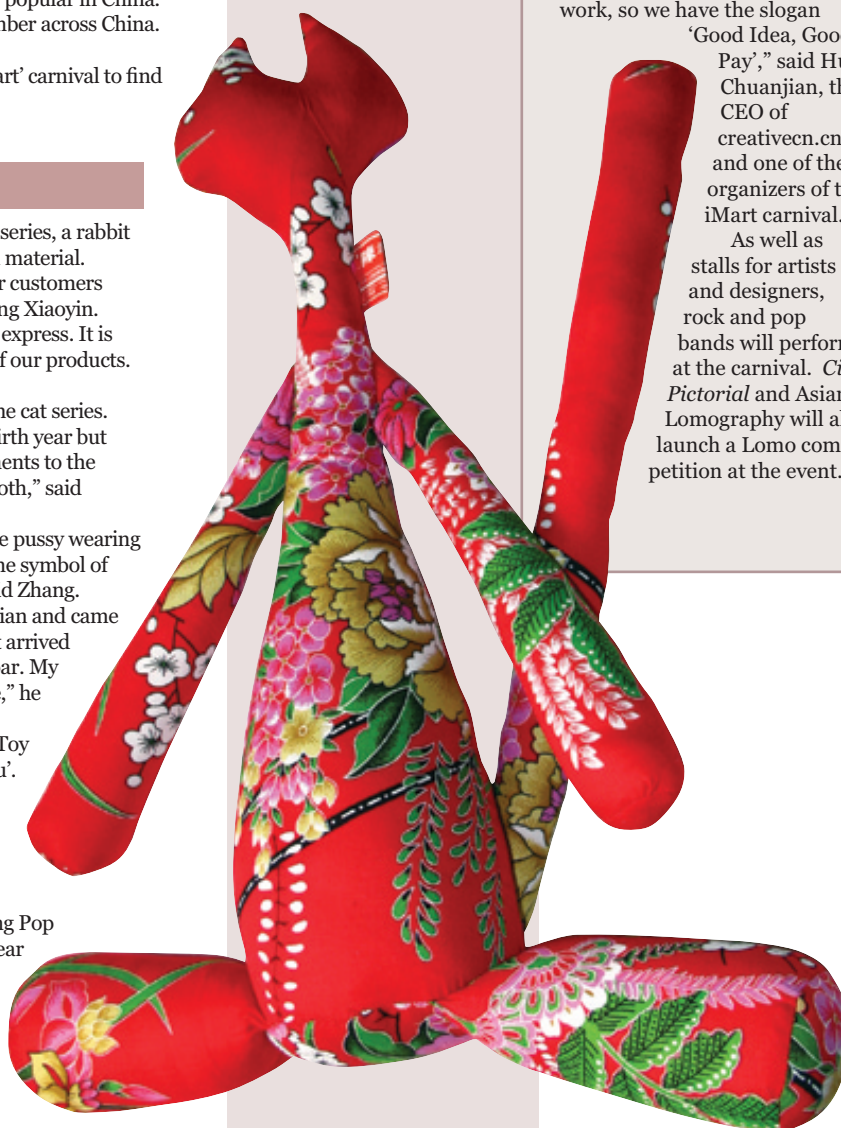 popular in China.
nber across China.
art' carnival to find
series, a rabbit
material.
r customers
ng Xiaoyin.
express. It is
f our products.
ne cat series.
irth year but
nents to the
oth,” said
e pussy wearing
he symbol of
d Zhang.
ian and came
t arrived
ar. My
,” he
Toy
u’.
ng Pop
ear
work, so we have the slogan
‘Good Idea, Goo
Pay’,” said Hu
Chuanjian, th
CEO of
creativecn.cn
and one of the
organizers of t
iMart carnival.
As well as
stalls for artists
and designers,
rock and pop
bands will perform
at the carnival. Ci
Pictorial and Asian
Lomography will al
launch a Lomo com
petition at the event.